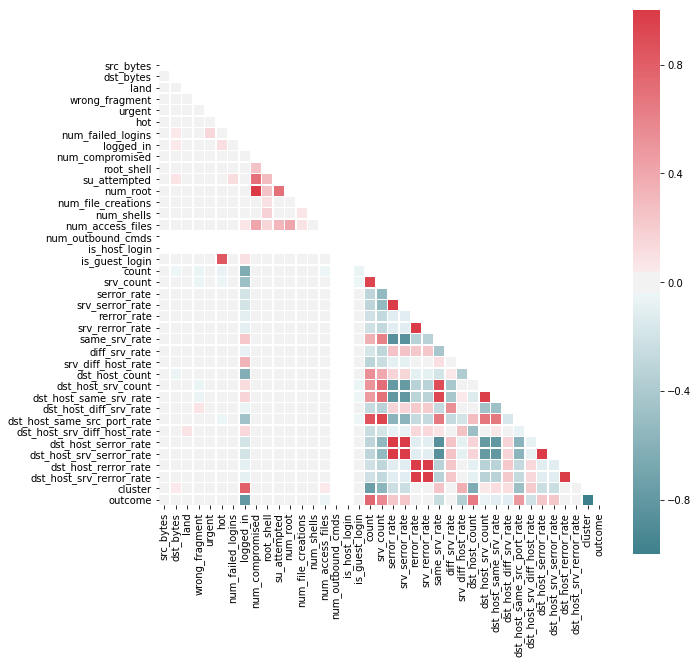 src_bytes
dst_bytes
land
wrong_fragment
urgent
hot
num_failed_logins
logged_in
num_compromised
root_shell
su_attempted
num_root
num_file_creations
num_shells
num_access_files
num_outbound_cmds
is_host_login
is_guest_login
count
srv_count
serror_rate
srv_serror_rate
rerror_rate
srv_rerror_rate
same_srv_rate
diff_srv_rate
srv_diff_host_rate
dst_host_count
dst_host_srv_count
dst_host_same_srv_rate
dst_host_diff_srv_rate
dst_host_same_src_port_rate
dst_host_srv_diff_host_rate
dst_host_serror_rate
dst_host_srv_serror_rate
dst_host_rerror_rate
dst_host_srv_rerror_rate
cluster
outcome
src_bytes
dst_bytes
land
wrong_fragment
urgent
hot
num_failed_logins
logged_in
num_compromised
root_shell
su_attempted
num_root
num_file_creations
num_shells
num_access_files
num_outbound_cmds
is_host_login
is_guest_login
count
srv_count
serror_rate
srv_serror_rate
rerror_rate
srv_rerror_rate
same_srv_rate
diff_srv_rate
srv_diff_host_rate
dst_host_count
dst_host_srv_count
dst_host_same_srv_rate
dst_host_diff_srv_rate
dst_host_same_src_port_rate
dst_host_srv_diff_host_rate
dst_host_serror_rate
dst_host_srv_serror_rate
dst_host_rerror_rate
dst_host_srv_rerror_rate
cluster
outcome
0.8
0.4
0.0
−0.4
−0.8